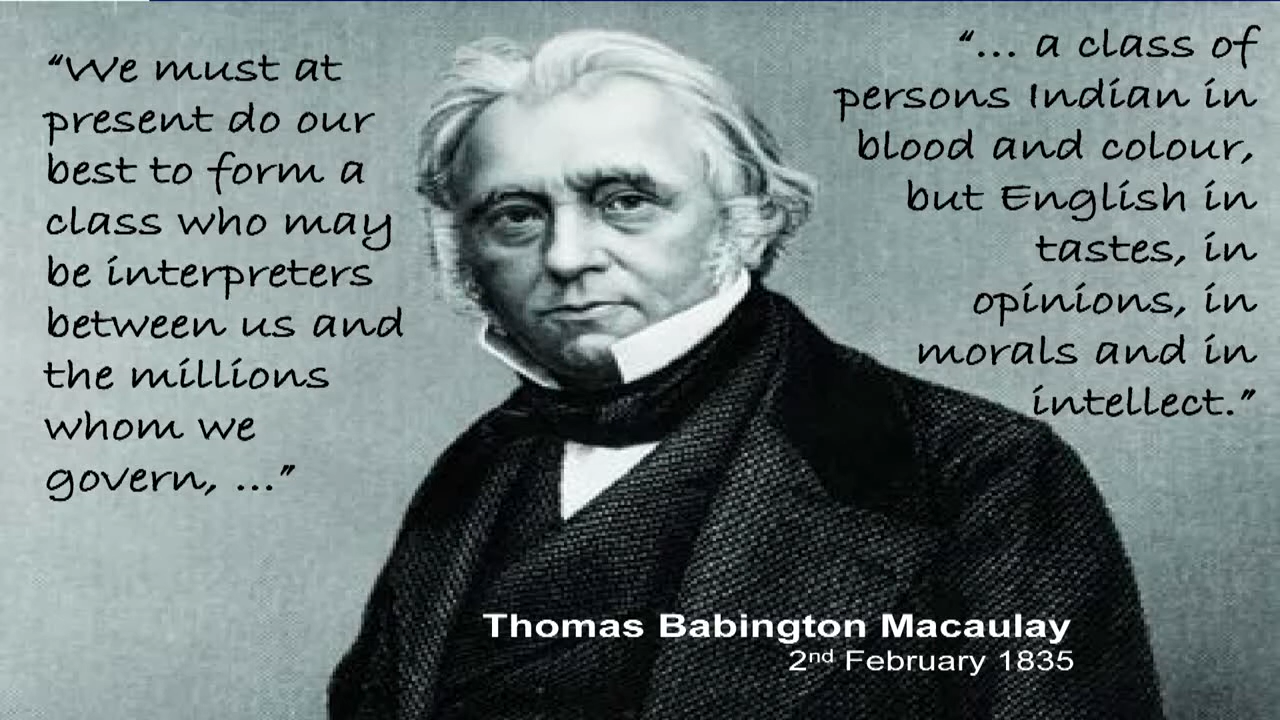 “We must at
present do our
best to form a
class who may
be interpreters
between us and
the millions
whom we
govern, ...”
“... a class of
persons Indian in
blood and colour,
but English in
tastes, in
opinions, in
morals and in
intellect.”
Thomas Babington Macaulay
2nd February 1835